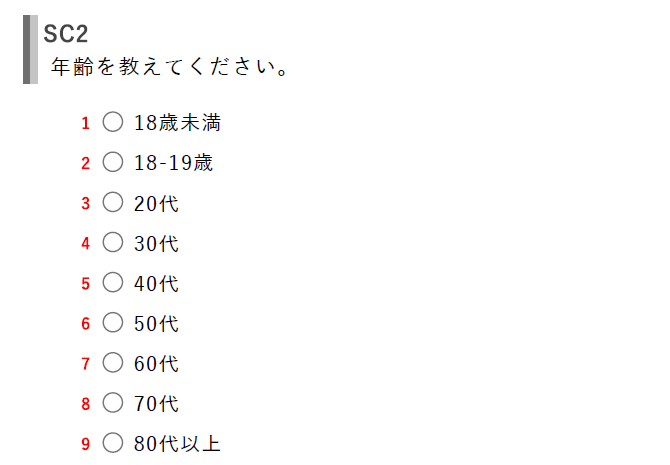 SC2
年齢を教えてください。
1 18歳未満
2 18-19歳
3 20代
4 30代
5 40代
6 50代
7 60代
8 70代
9 80代以上